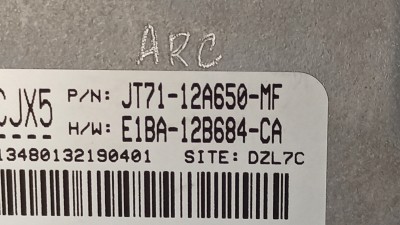 ARC
CJX5 P/N: JT71-12A650-MF
H/W: E1BA-12B684-CA
13480132190401 SITE: DZL7C